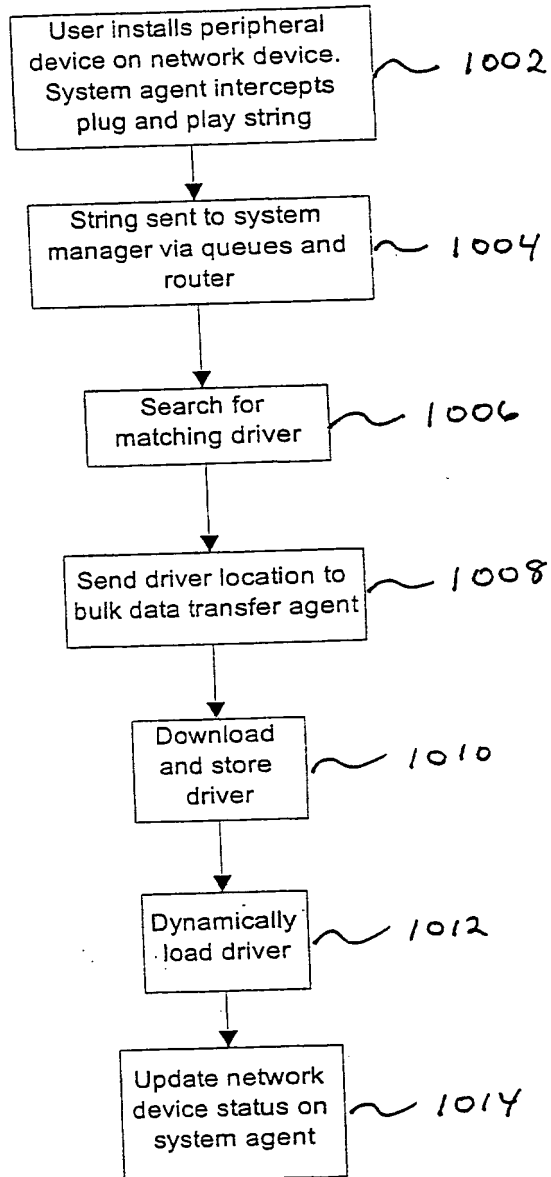 User installs peripheral
device on network device.
System agent intercepts
plug and play string
1002
String sent to system
manager via queues and
router
1004
Search for
matching driver
1006
Send driver location to
bulk data transfer agent
1008
Download
and store
driver
1010
Dynamically
load driver
1012
Update network
device status on
system agent
1014